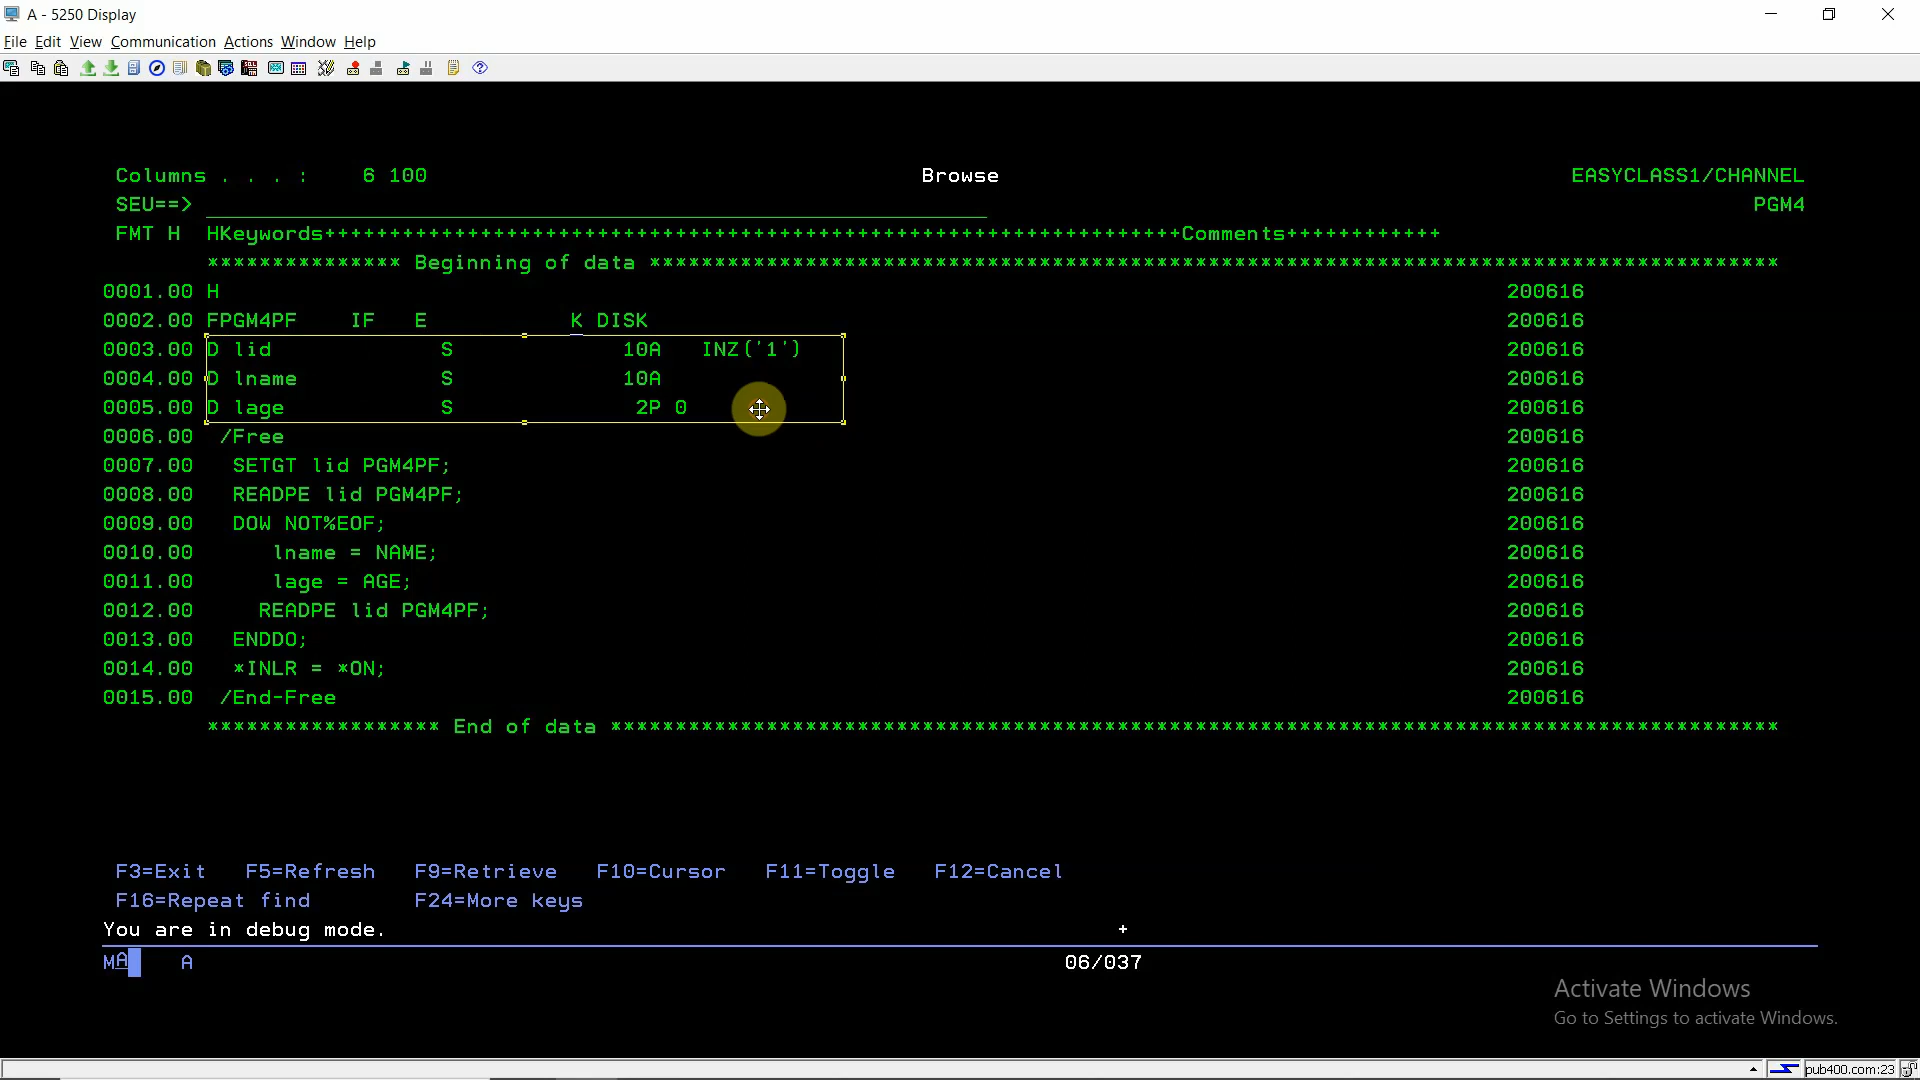 A - 5250 Display
File Edit View Communication Actions Window Help
Columns . . . :    6 100    Browse    EASYCLASS1/CHANNEL
SEU==>    PGM4
FMT H  HKeywords++++++++++++++++++++++++++++++++++++++++++++++++++++++++++++++++++Comments++++++++++++
*************** Beginning of data ***************************************************************************************
0001.00 H    200616
0002.00 FPGM4PF    IF   E           K DISK    200616
0003.00 D lid             S             10A   INZ('1')    200616
0004.00 D lname           S             10A    200616
0005.00 D lage            S              2P 0    200616
0006.00  /Free    200616
0007.00   SETGT lid PGM4PF;    200616
0008.00   READPE lid PGM4PF;    200616
0009.00   DOW NOT%EOF;    200616
0010.00      lname = NAME;    200616
0011.00      lage = AGE;    200616
0012.00     READPE lid PGM4PF;    200616
0013.00   ENDDO;    200616
0014.00   *INLR = *ON;    200616
0015.00  /End-Free    200616
****************** End of data ******************************************************************************************
F3=Exit   F5=Refresh   F9=Retrieve   F10=Cursor   F11=Toggle   F12=Cancel
F16=Repeat find        F24=More keys
You are in debug mode.    +
MA    A    06/037
Activate Windows
Go to Settings to activate Windows.
pub400.com:23